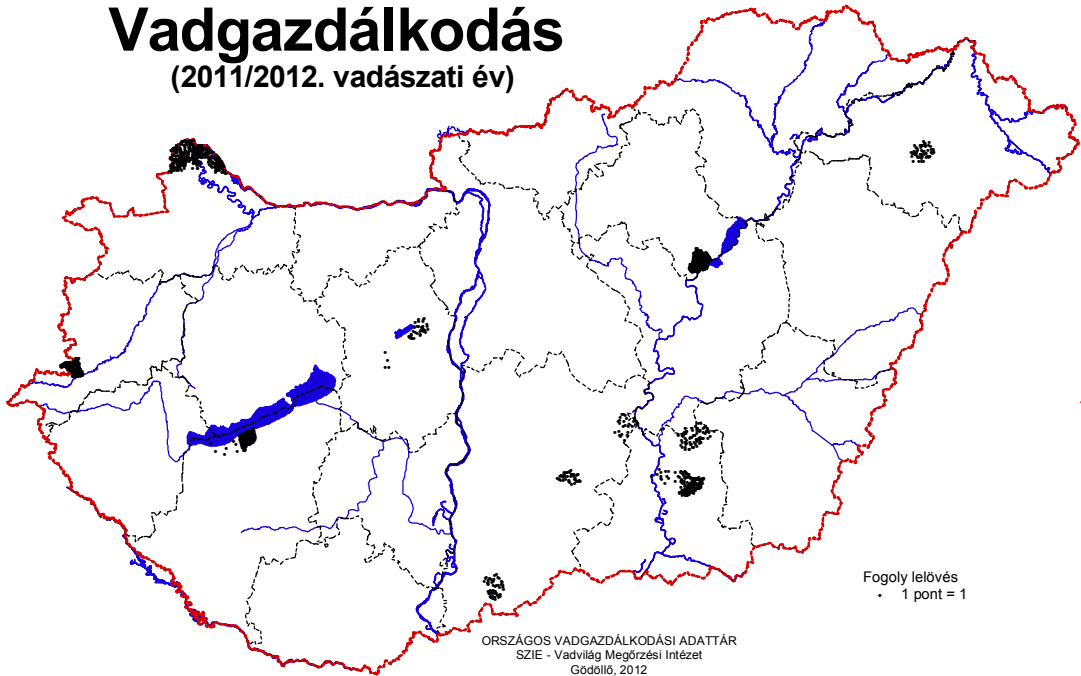 Vadgazdálkodás
(2011/2012. vadászati év)
Fogoly lelövés
1 pont = 1
ORSZÁGOS VADGAZDÁLKODÁSI ADATTÁR
SZIE - Vadvilág Megőrzési Intézet
Gödöllő, 2012